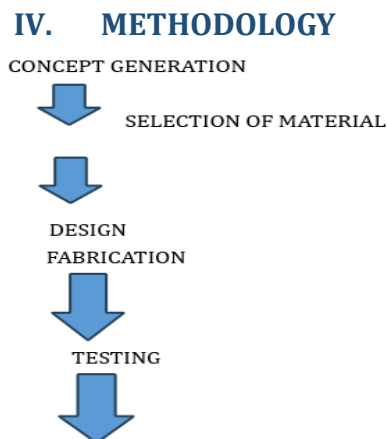 IV. METHODOLOGY
CONCEPT GENERATION
SELECTION OF MATERIAL
DESIGN
FABRICATION
TESTING